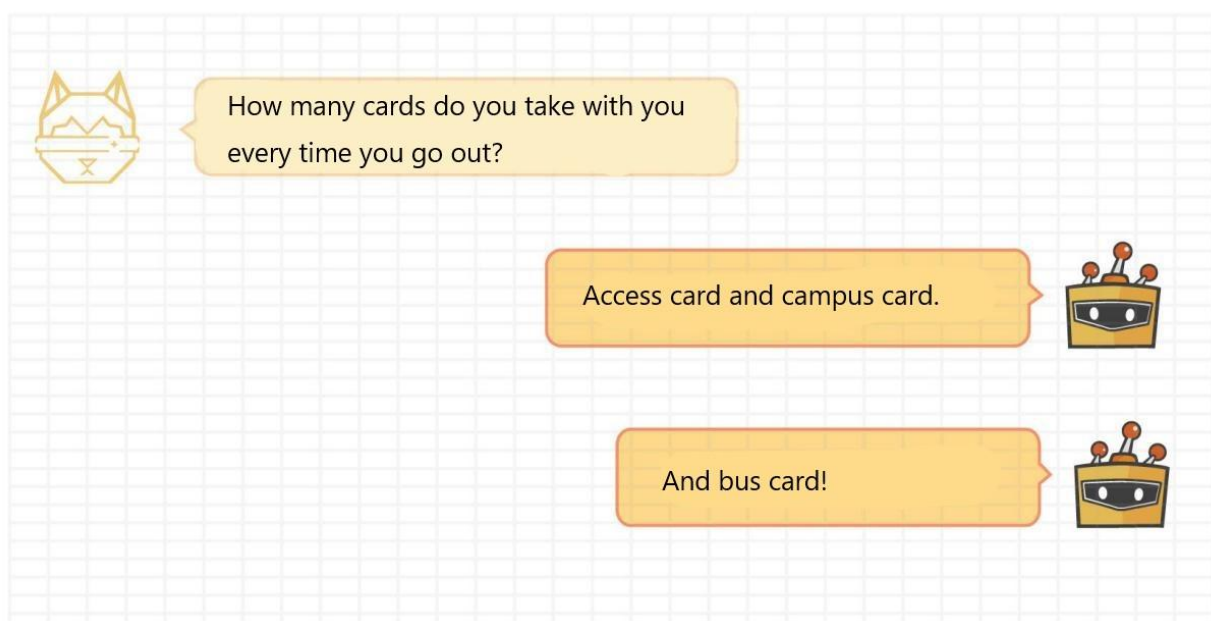 How many cards do you take with you
every time you go out?
Access card and campus card.
And bus card!